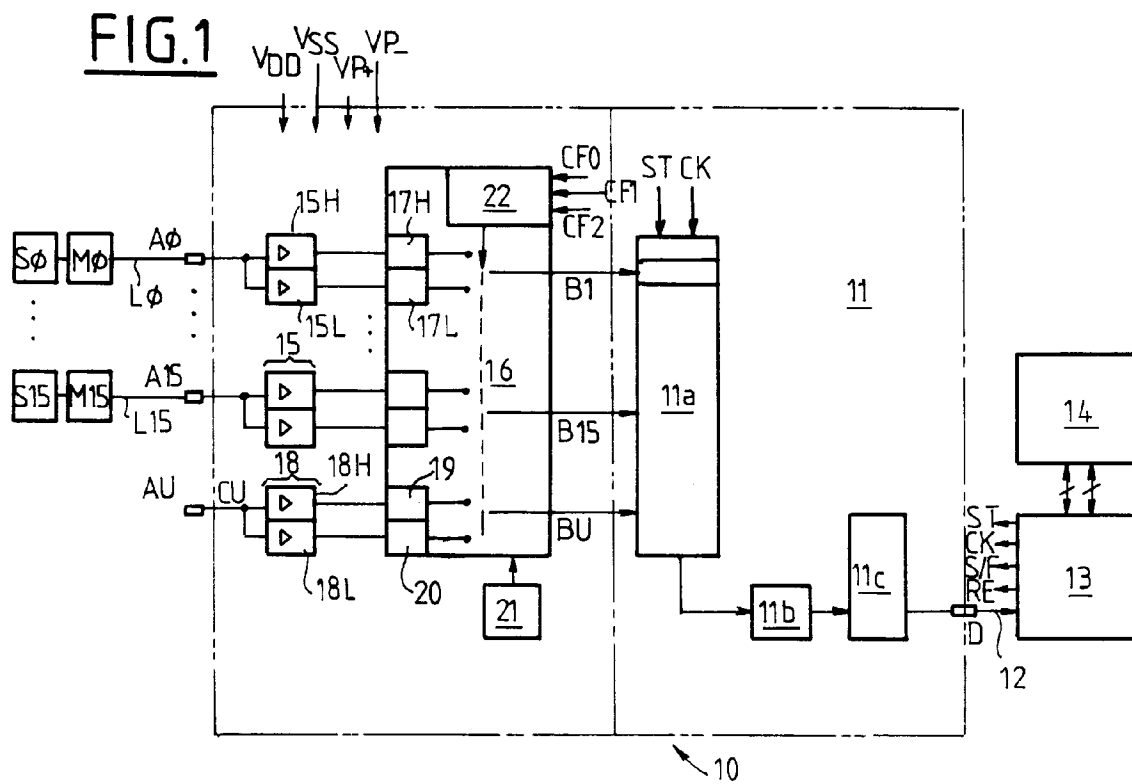 FIG.1
VDD
VSS
VP+
VP-
CF0
CF1
CF2
ST CK
22
15H
17H
SØ
MØ
AØ
LØ
B1
11
15L
17L
15
16
S15
M15
A15
L15
11a
B15
14
18
18H
19
AU
CU
BU
ST
CK
S/F
RE
13
18L
20
21
11b
11c
D
12
10